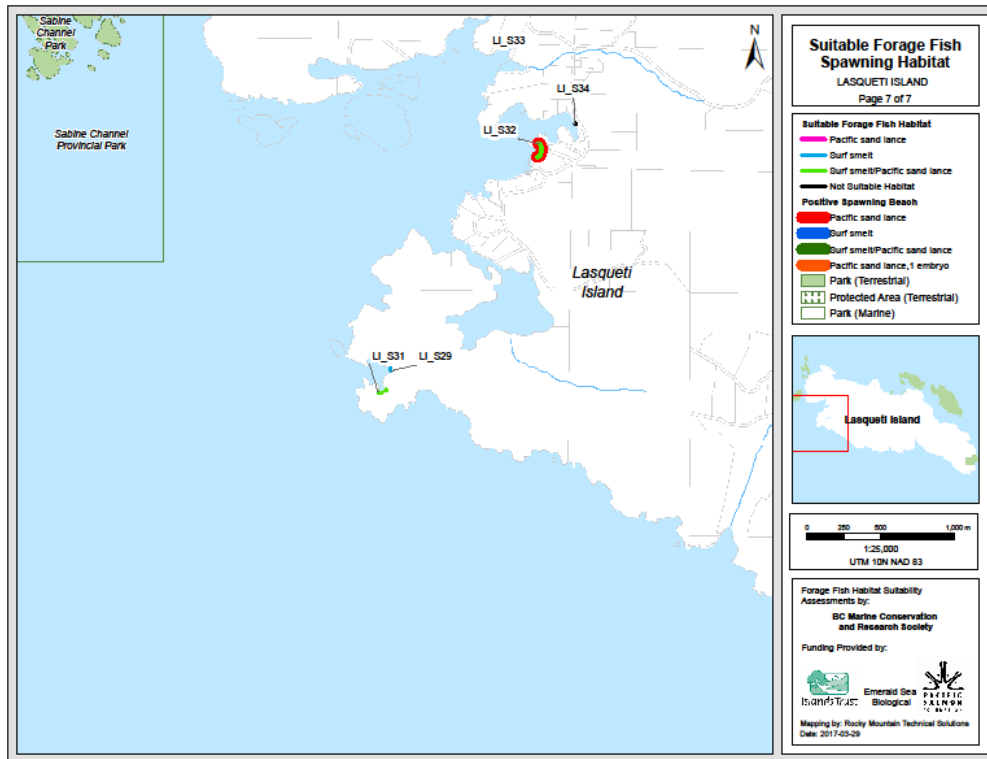 Sabine
Channel
Park
LI_S33
N
LI_S34
LI_S32
Sabine Channel
Provincial Park
Lasqueti
Island
LI_S31
LI_S29
Suitable Forage Fish
Spawning Habitat
LASQUETI ISLAND
Page 7 of 7
Suitable Forage Fish Habitat
Pacific sand lance
Surf smelt
Surf smelt/Pacific sand lance
Not Suitable Habitat
Positive Spawning Beach
Pacific sand lance
Surf smelt
Surf smelt/Pacific sand lance
Pacific sand lance,1 embryo
Park (Terrestrial)
Protected Area (Terrestrial)
Park (Marine)
Lasqueti Island
0 250 500 1,000 m
1:25,000
UTM 10N NAD 83
Forage Fish Habitat Suitability
Assessments by:
BC Marine Conservation
and Research Society
Funding Provided by:
Islands Trust
Emerald Sea
Biological
PACIFIC
SALMON
Mapping by: Rocky Mountain Technical Solutions
Date: 2017-03-29